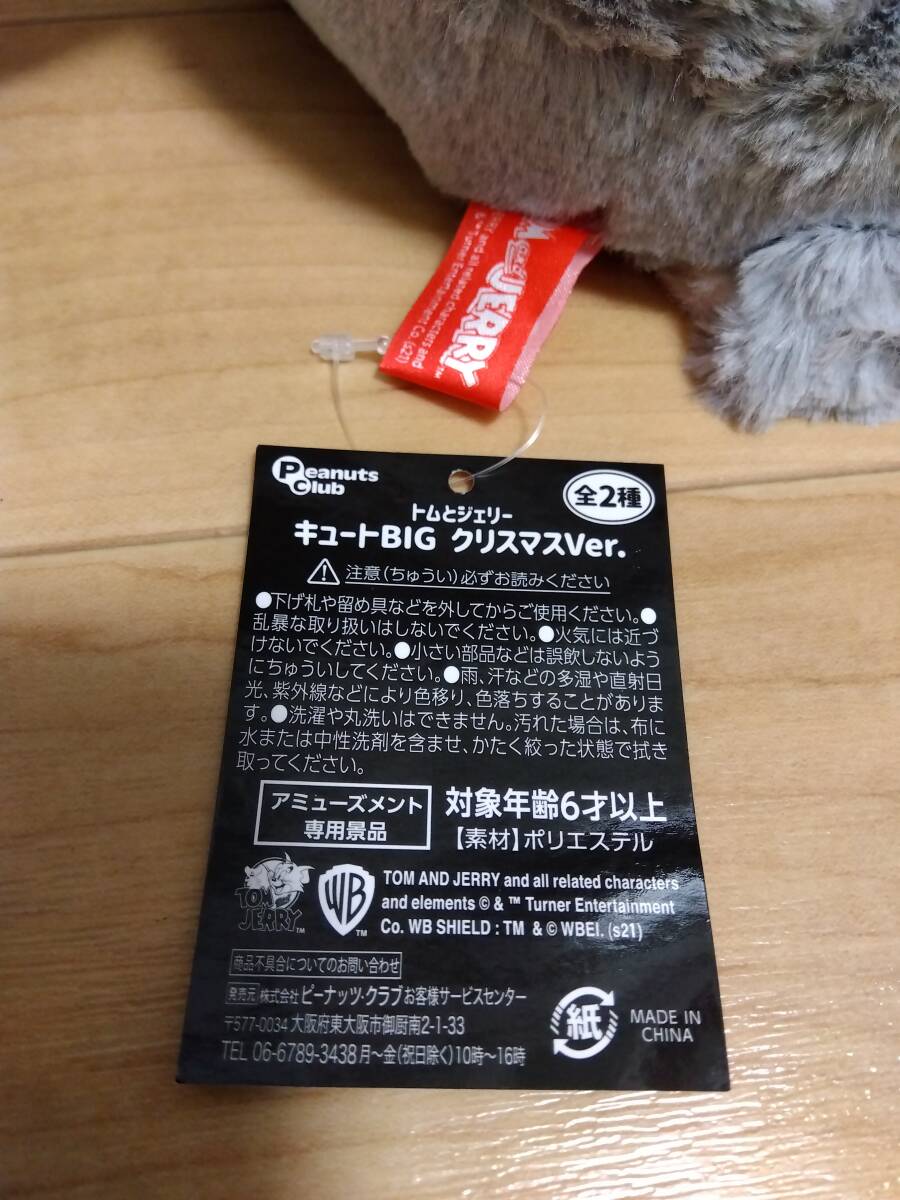 and JERRY™
and all related characters and
Turner Entertainment Co. (s21)
Peanuts Club
全2種
トムとジェリー
キュートBIG クリスマスVer.
注意(ちゅうい)必ずお読みください
●下げ札や留め具などを外してからご使用ください。●
乱暴な取り扱いはしないでください。●火気には近づ
けないでください。●小さい部品などは誤飲しないよう
にちゅういしてください。●雨、汗などの多湿や直射日
光、紫外線などにより色移り、色落ちすることがありま
す。●洗濯や丸洗いはできません。汚れた場合は、布に
水または中性洗剤を含ませ、かたく絞った状態で拭き
取ってください。
アミューズメント
専用景品
対象年齢6才以上
【素材】ポリエステル
TOM and JERRY™
WB™
TOM AND JERRY and all related characters
and elements © & ™ Turner Entertainment
Co. WB SHIELD : TM & © WBEI. (s21)
商品不具合についてのお問い合わせ
発売元 株式会社 ピーナッツ・クラブお客様サービスセンター
〒577-0034 大阪府東大阪市御厨南2-1-33
TEL 06-6789-3438 月～金(祝日除く)10時～16時
紙
MADE IN
CHINA